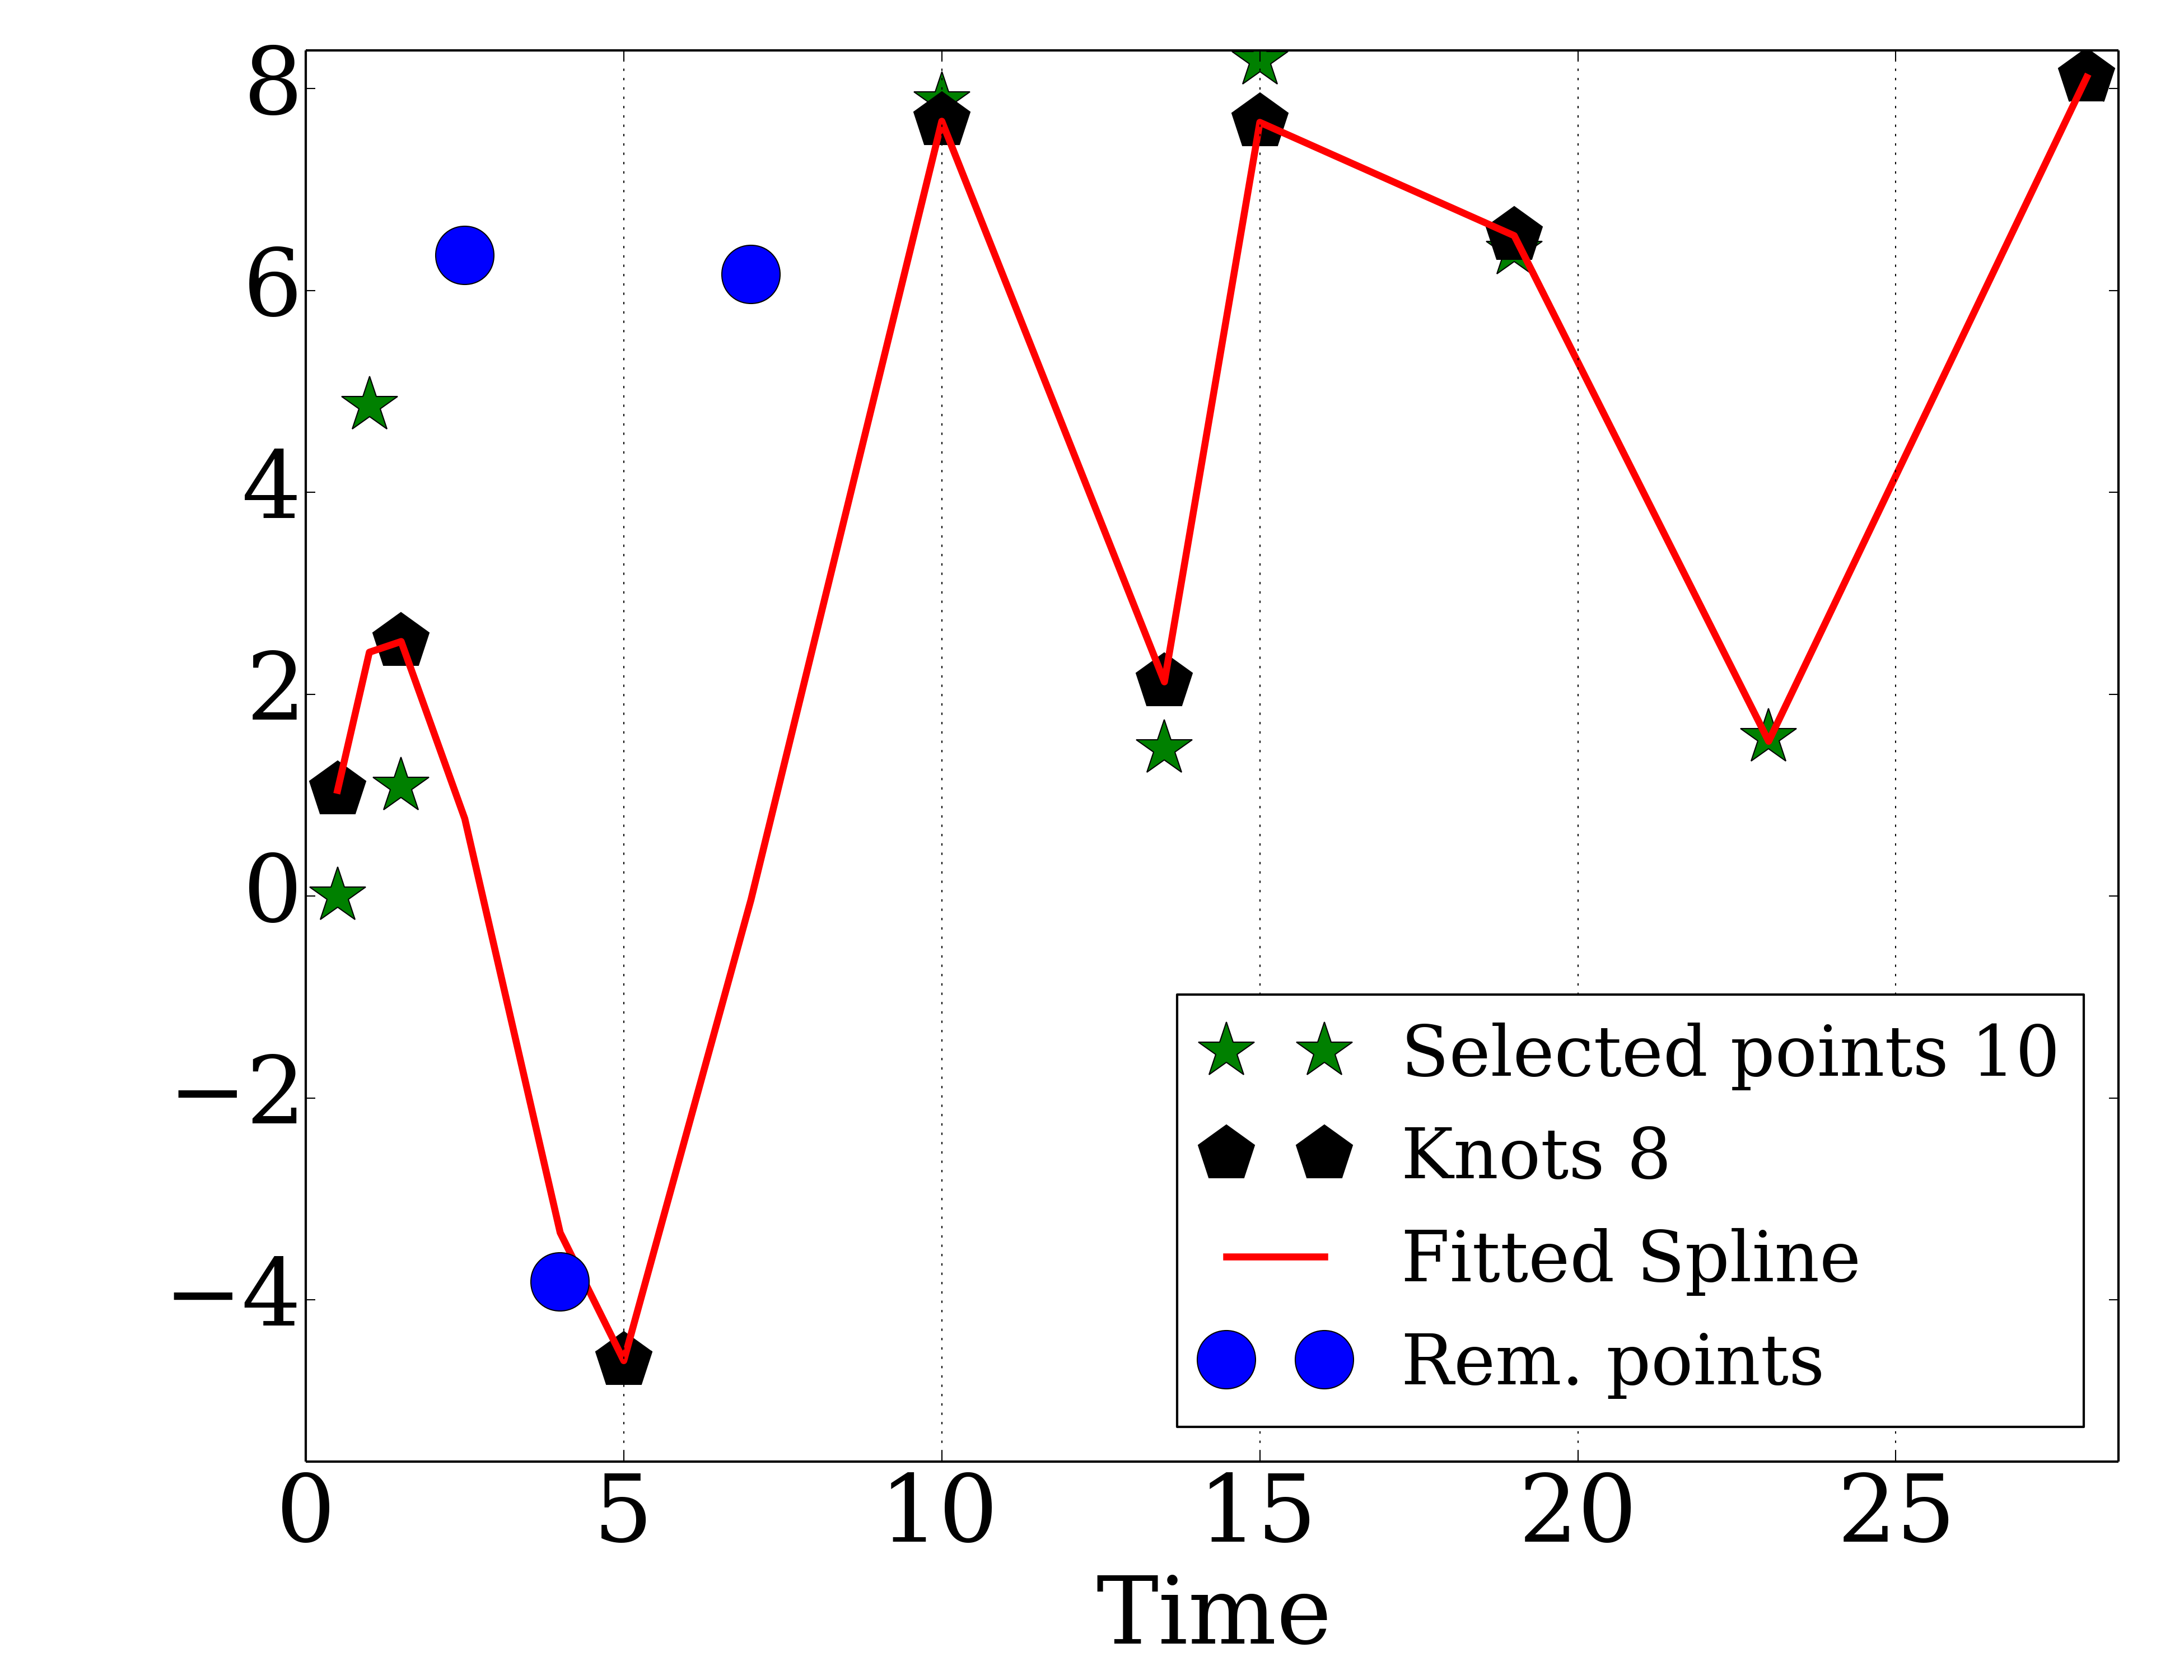 8
6
4
2
0
−2
−4
0 5 10 15 20 25
Time
Selected points 10
Knots 8
Fitted Spline
Rem. points